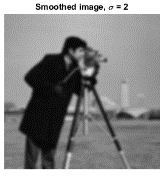 Smoothed image, σ = 2